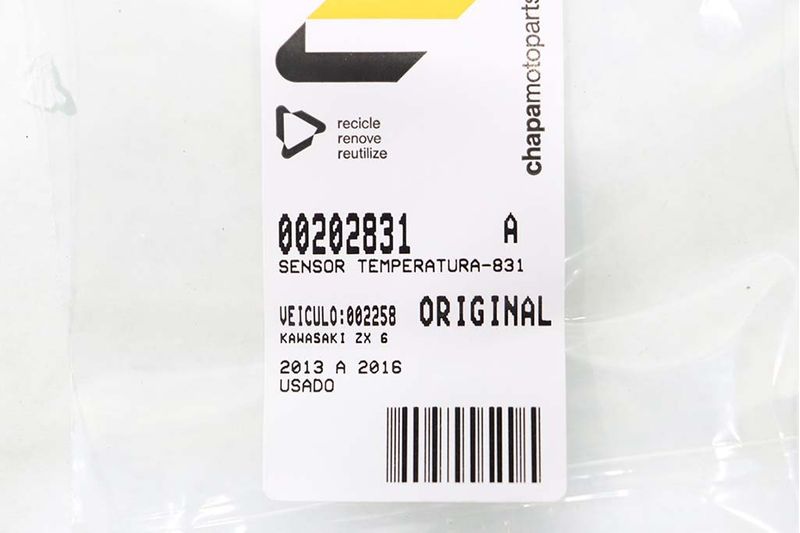 chapamotoparts
recicle
renove
reutilize
00202831 A
SENSOR TEMPERATURA-831
VEICULO:002258 ORIGINAL
KAWASAKI ZX 6
2013 A 2016
USADO